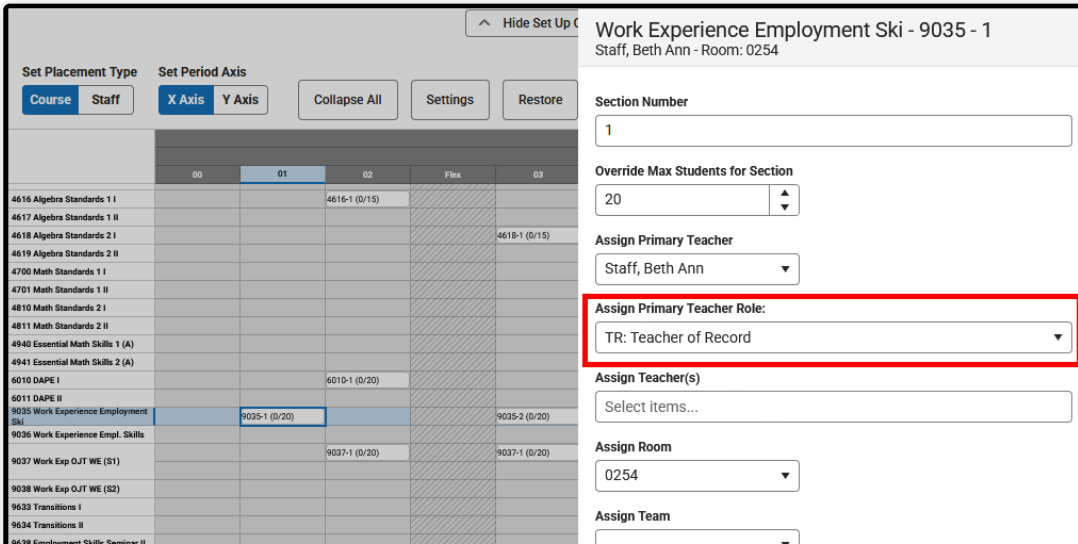 Hide Set Up
Set Placement Type
Set Period Axis
Course
Staff
X Axis
Y Axis
Collapse All
Settings
Restore
00
01
02
Flex
03
4616 Algebra Standards 1 I
4616-1 (0/15)
4617 Algebra Standards 1 II
4618 Algebra Standards 2 I
4618-1 (0/15)
4619 Algebra Standards 2 II
4700 Math Standards 1 I
4701 Math Standards 1 II
4810 Math Standards 2 I
4811 Math Standards 2 II
4940 Essential Math Skills 1 (A)
4941 Essential Math Skills 2 (A)
6010 DAPE I
6010-1 (0/20)
6011 DAPE II
9035 Work Experience Employment
Ski
9035-1 (0/20)
9035-2 (0/20)
9036 Work Experience Empl. Skills
9037 Work Exp OJT WE (S1)
9037-1 (0/20)
9037-1 (0/20)
9038 Work Exp OJT WE (S2)
9633 Transitions I
9634 Transitions II
9638 Employment Skills Seminar II
Work Experience Employment Ski - 9035 - 1
Staff, Beth Ann - Room: 0254
Section Number
1
Override Max Students for Section
20
Assign Primary Teacher
Staff, Beth Ann
Assign Primary Teacher Role:
TR: Teacher of Record
Assign Teacher(s)
Select items...
Assign Room
0254
Assign Team